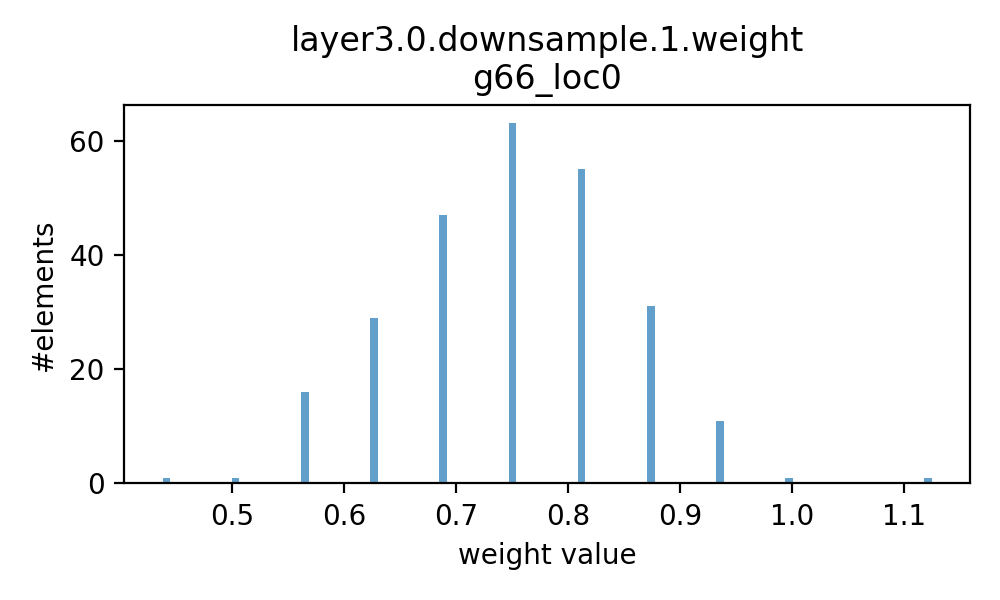 layer3.0.downsample.1.weight
g66_loc0
#elements
60
40
20
0
0.5 0.6 0.7 0.8 0.9 1.0 1.1
weight value